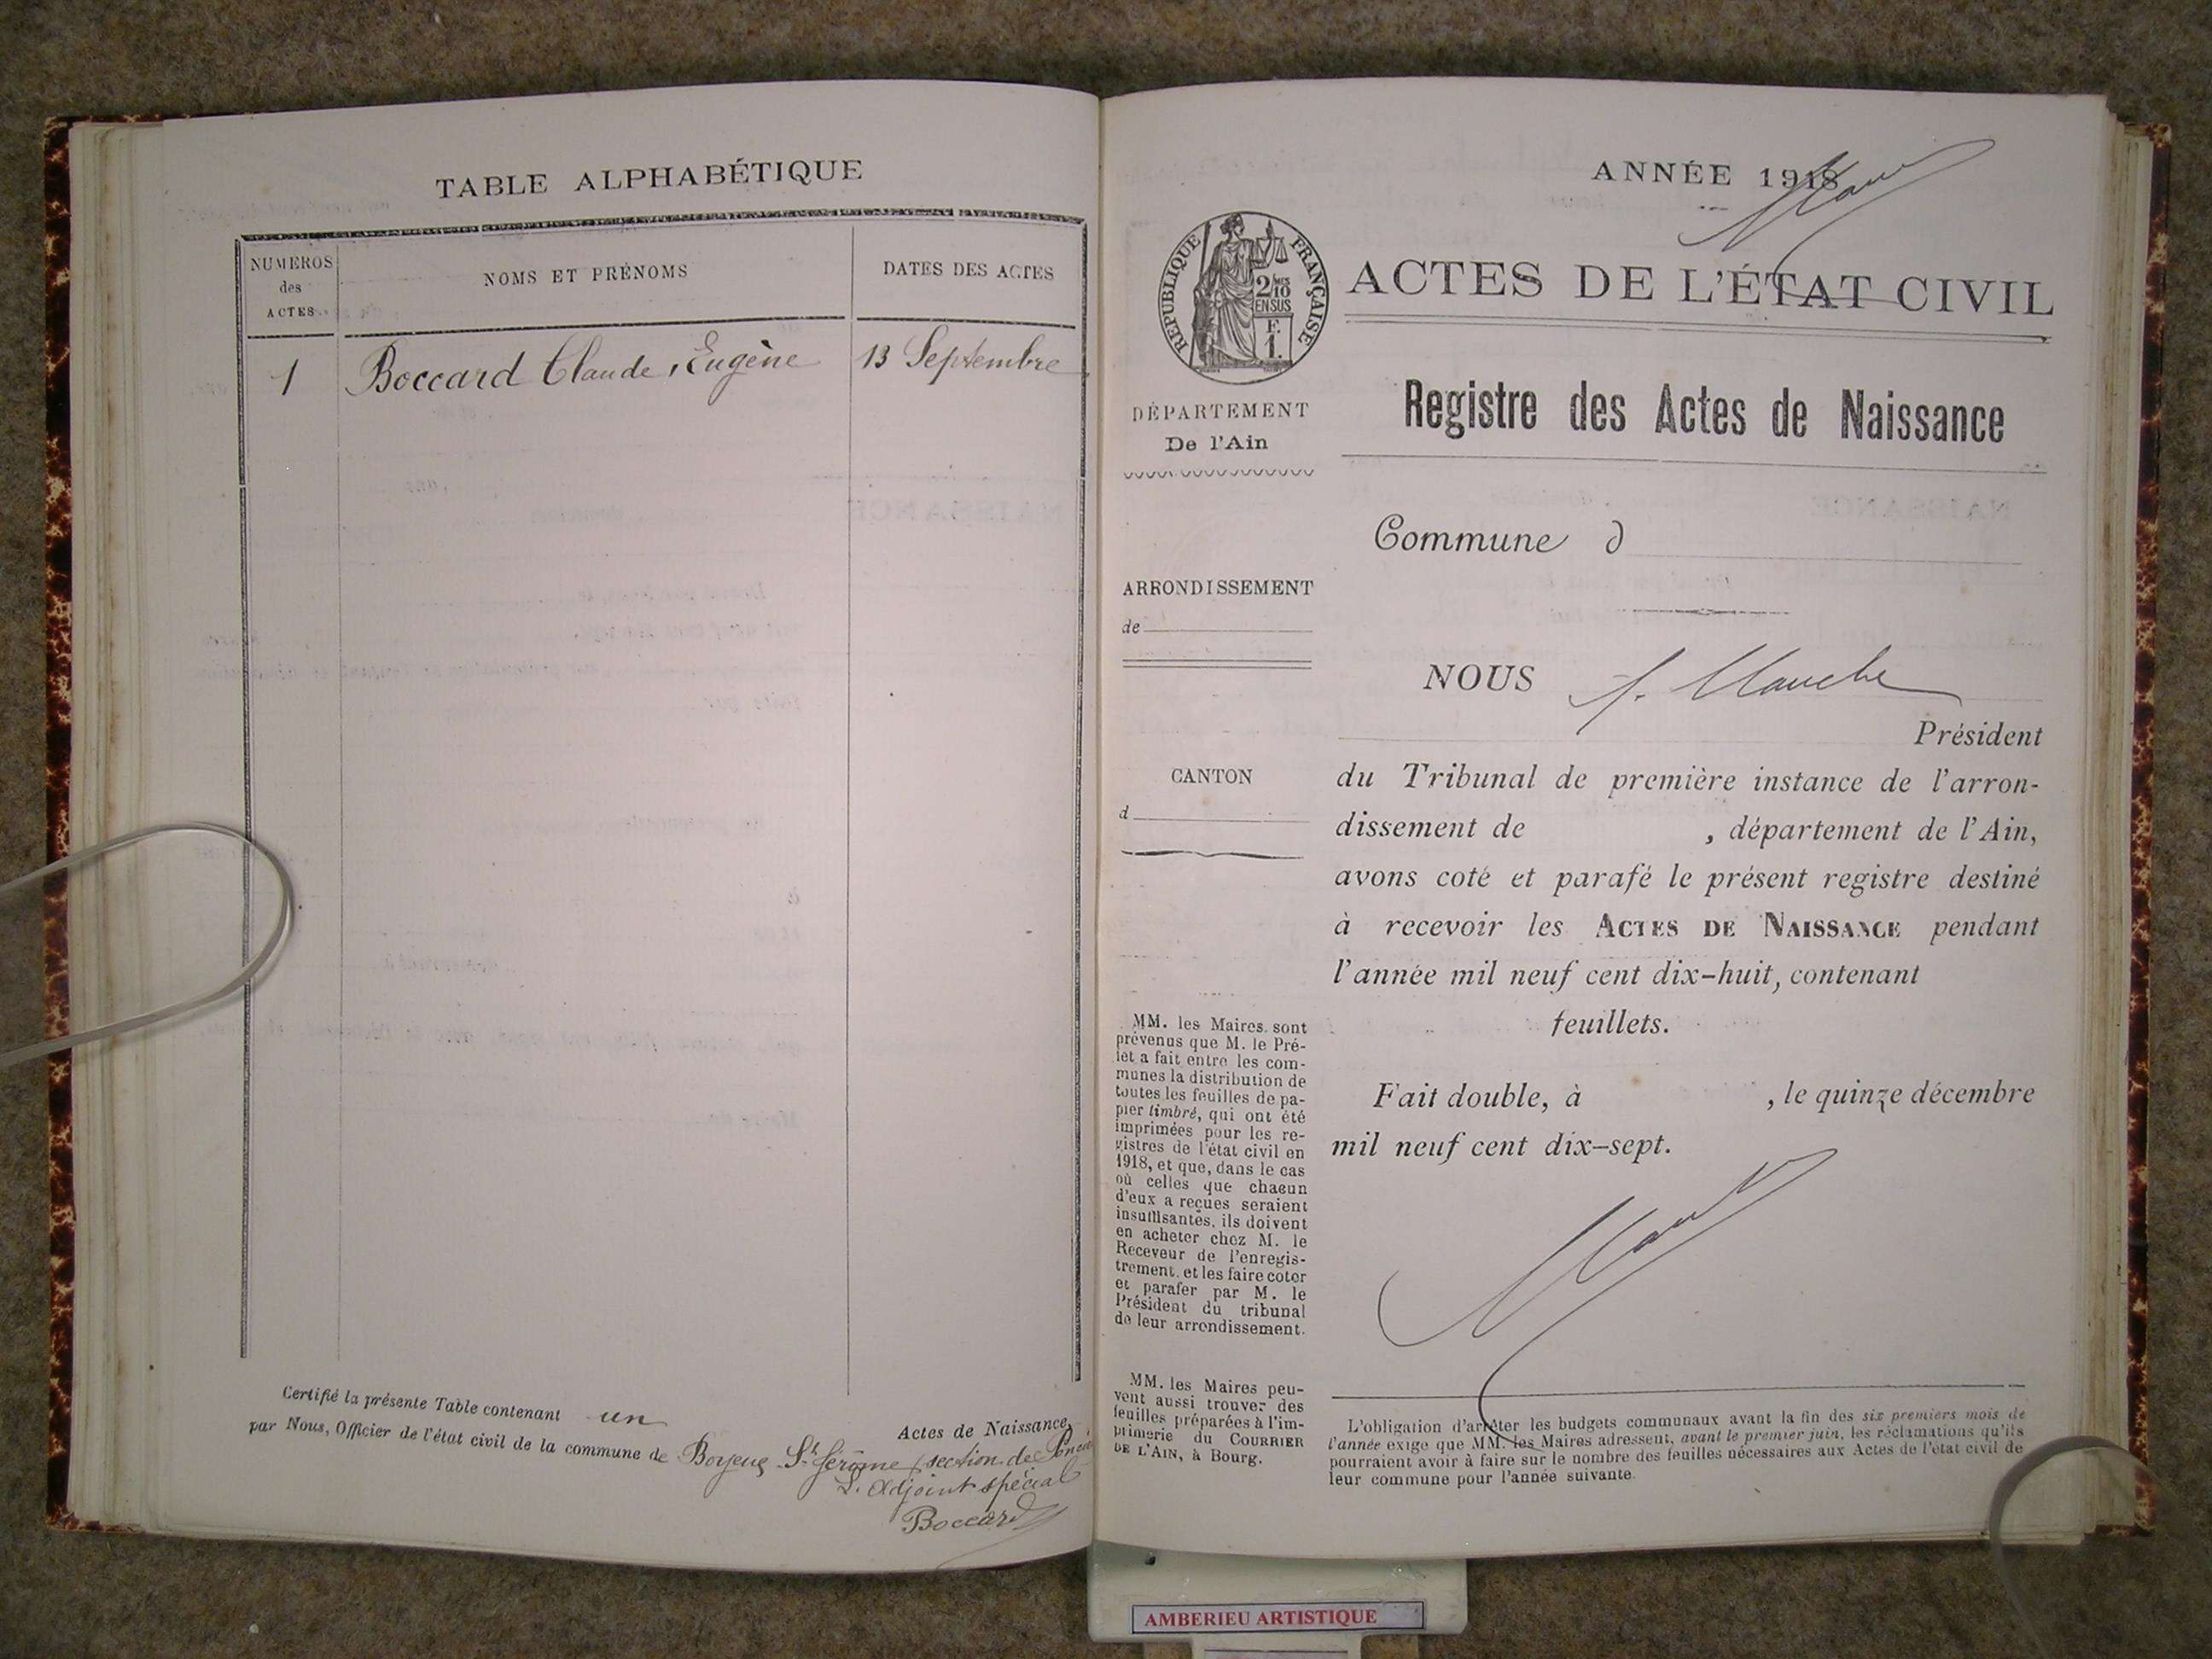 TABLE ALPHABÉTIQUE
NUMEROS
des
ACTES
NOMS ET PRÉNOMS
DATES DES ACTES
1 Boccard Claude, Eugène 13 Septembre
Certifié la présente Table contenant un Actes de Naissance
par Nous, Officier de l'état civil de la commune de Boyeux St Jérôme (section de
L'adjoint spécial
Boccard
ANNÉE 1918
RÉPUBLIQUE FRANÇAISE
2/10
EN SUS
F.
1.
ACTES DE L'ÉTAT CIVIL
Registre des Actes de Naissance
DÉPARTEMENT
De l'Ain
Commune d
ARRONDISSEMENT
de
NOUS
Président
CANTON
d
du Tribunal de première instance de l'arron-
dissement de , département de l'Ain,
avons coté et parafé le présent registre destiné
à recevoir les ACTES DE NAISSANCE pendant
l'année mil neuf cent dix-huit, contenant
feuillets.
Fait double, à , le quinze décembre
mil neuf cent dix-sept.
MM. les Maires sont
prévenus que M. le Pré-
fet a fait entre les com-
munes la distribution de
toutes les feuilles de pa-
pier timbré, qui ont été
imprimées pour les re-
gistres de l'état civil en
1918, et que, dans le cas
où celles que chacun
d'eux a reçues seraient
insuffisantes, ils doivent
en acheter chez M. le
Receveur de l'enregis-
trement, et les faire coter
et parafer par M. le
Président du tribunal
de leur arrondissement.
MM. les Maires peu-
vent aussi trouver des
feuilles préparées à l'im-
primerie du COURRIER
DE L'AIN, à Bourg.
L'obligation d'arrêter les budgets communaux avant la fin des six premiers mois de
l'année exige que MM. les Maires adressent, avant le premier juin, les réclamations qu'ils
pourraient avoir à faire sur le nombre des feuilles nécessaires aux Actes de l'état civil de
leur commune pour l'année suivante.
AMBERIEU ARTISTIQUE